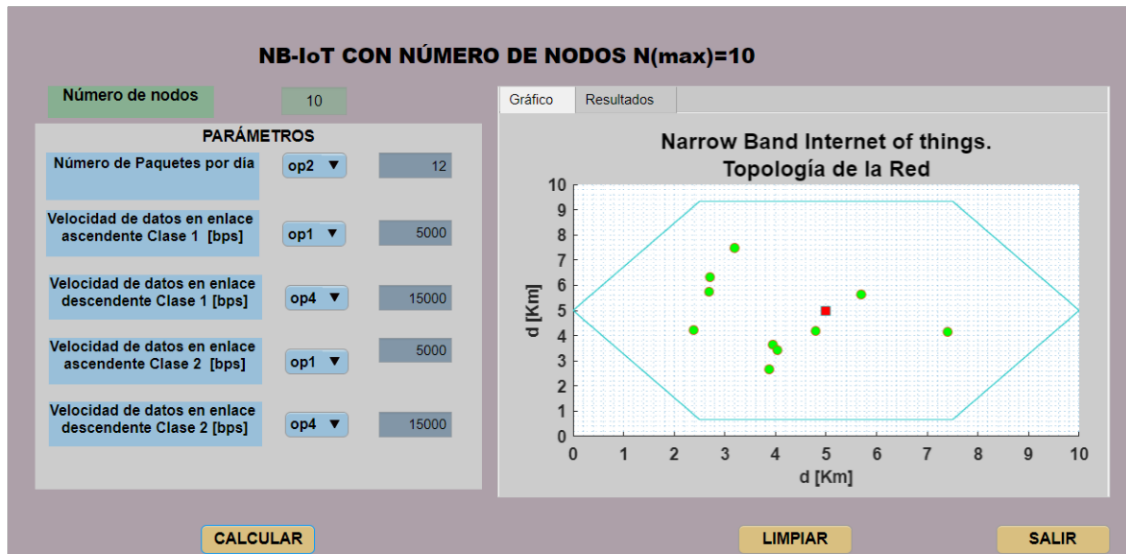 NB-IoT CON NÚMERO DE NODOS N(max)=10
Número de nodos
10
PARÁMETROS
Número de Paquetes por día
op2 ▼
12
Velocidad de datos en enlace
ascendente Clase 1 [bps]
op1 ▼
5000
Velocidad de datos en enlace
descendente Clase 1 [bps]
op4 ▼
15000
Velocidad de datos en enlace
ascendente Clase 2 [bps]
op1 ▼
5000
Velocidad de datos en enlace
descendente Clase 2 [bps]
op4 ▼
15000
Gráfico
Resultados
Narrow Band Internet of things.
Topología de la Red
10
9
8
7
6
5
4
3
2
1
0
d [Km]
0 1 2 3 4 5 6 7 8 9 10
d [Km]
CALCULAR
LIMPIAR
SALIR